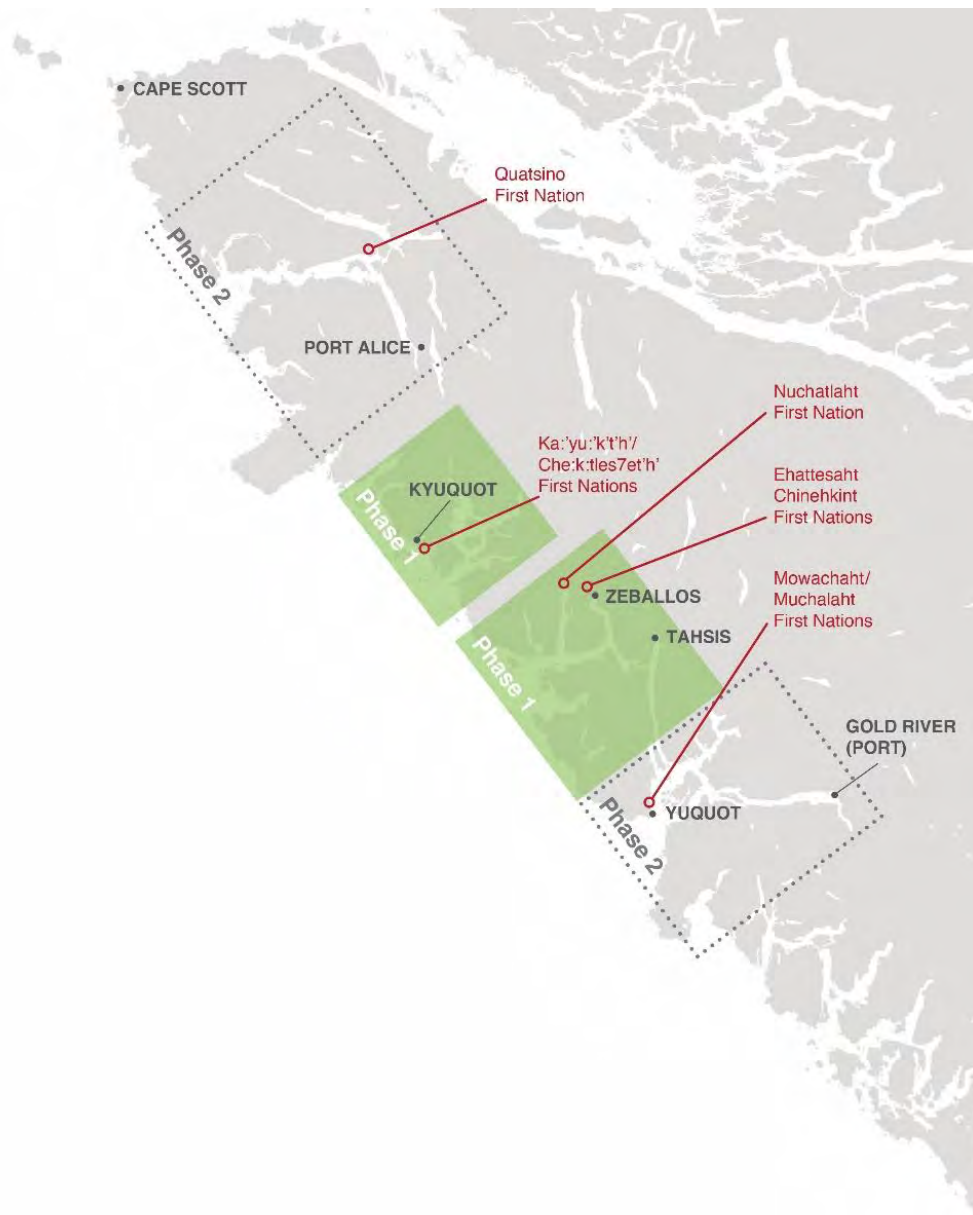 CAPE SCOTT
Quatsino
First Nation
Phase 2
PORT ALICE
Nuchatlaht
First Nation
Ka:'yu:'k't'h'/
Che:k:tles7et'h'
First Nations
KYUQUOT
Phase 1
Ehattesaht
Chinehkint
First Nations
Mowachaht/
Muchalaht
First Nations
ZEBALLOS
TAHSIS
Phase 1
GOLD RIVER
(PORT)
YUQUOT
Phase 2